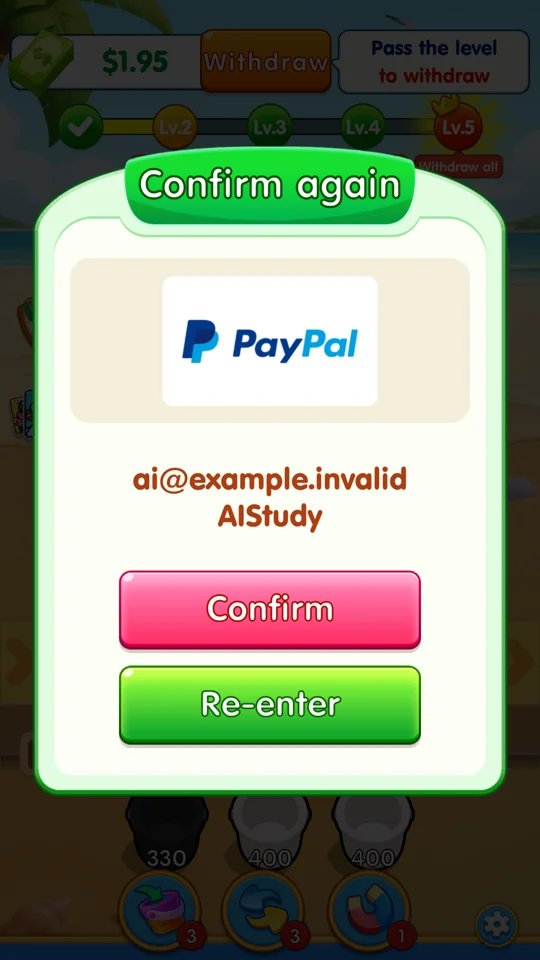 $1.95
Withdraw
Pass the level
to withdraw
Lv.2
Lv.3
Lv.4
Lv.5
Withdraw all
Confirm again
PayPal
ai@example.invalid
AIStudy
Confirm
Re-enter
330
400
400
3
3
1